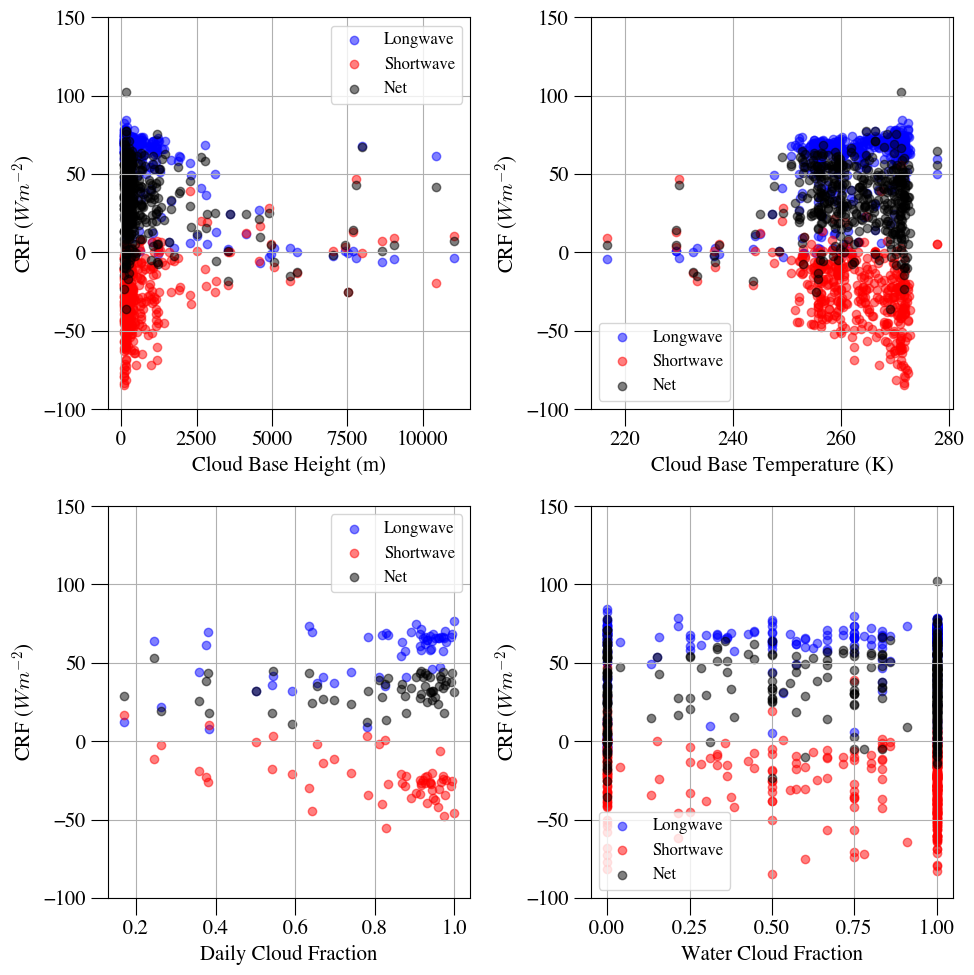 150
100
50
0
−50
−100
CRF (Wm⁻²)
Longwave
Shortwave
Net
0 2500 5000 7500 10000
Cloud Base Height (m)
150
100
50
0
−50
−100
CRF (Wm⁻²)
Longwave
Shortwave
Net
220 240 260 280
Cloud Base Temperature (K)
150
100
50
0
−50
−100
CRF (Wm⁻²)
Longwave
Shortwave
Net
0.2 0.4 0.6 0.8 1.0
Daily Cloud Fraction
150
100
50
0
−50
−100
CRF (Wm⁻²)
Longwave
Shortwave
Net
0.00 0.25 0.50 0.75 1.00
Water Cloud Fraction